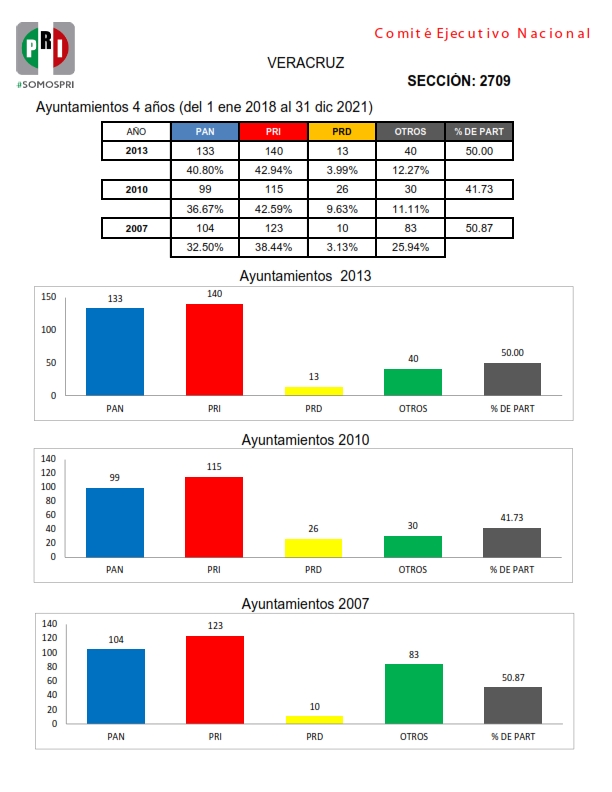 PRI
Comité Ejecutivo Nacional
#SOMOSPRI
VERACRUZ
SECCIÓN: 2709
Ayuntamientos 4 años (del 1 ene 2018 al 31 dic 2021)
AÑO PAN PRI PRD OTROS % DE PART
2013 133 140 13 40 50.00
40.80% 42.94% 3.99% 12.27%
2010 99 115 26 30 41.73
36.67% 42.59% 9.63% 11.11%
2007 104 123 10 83 50.87
32.50% 38.44% 3.13% 25.94%
Ayuntamientos 2013
150
100
50
0
133 140 13 40 50.00
PAN PRI PRD OTROS % DE PART
Ayuntamientos 2010
140
120
100
80
60
40
20
0
99 115 26 30 41.73
PAN PRI PRD OTROS % DE PART
Ayuntamientos 2007
140
120
100
80
60
40
20
0
104 123 10 83 50.87
PAN PRI PRD OTROS % DE PART